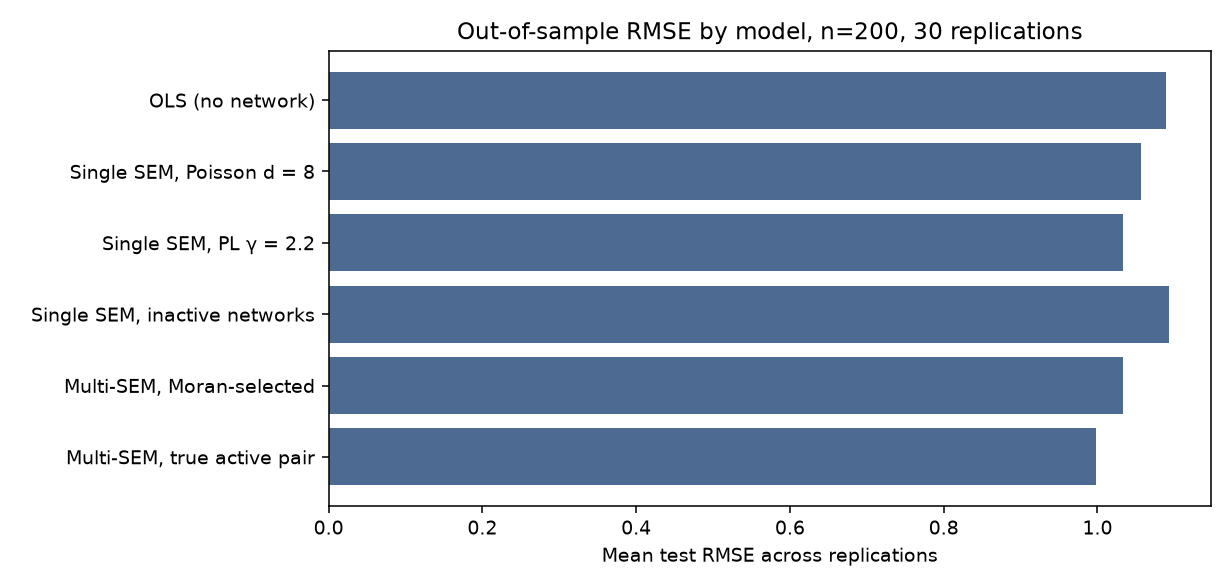 Out-of-sample RMSE by model, n=200, 30 replications
OLS (no network)
Single SEM, Poisson d = 8
Single SEM, PL γ = 2.2
Single SEM, inactive networks
Multi-SEM, Moran-selected
Multi-SEM, true active pair
0.0 0.2 0.4 0.6 0.8 1.0
Mean test RMSE across replications